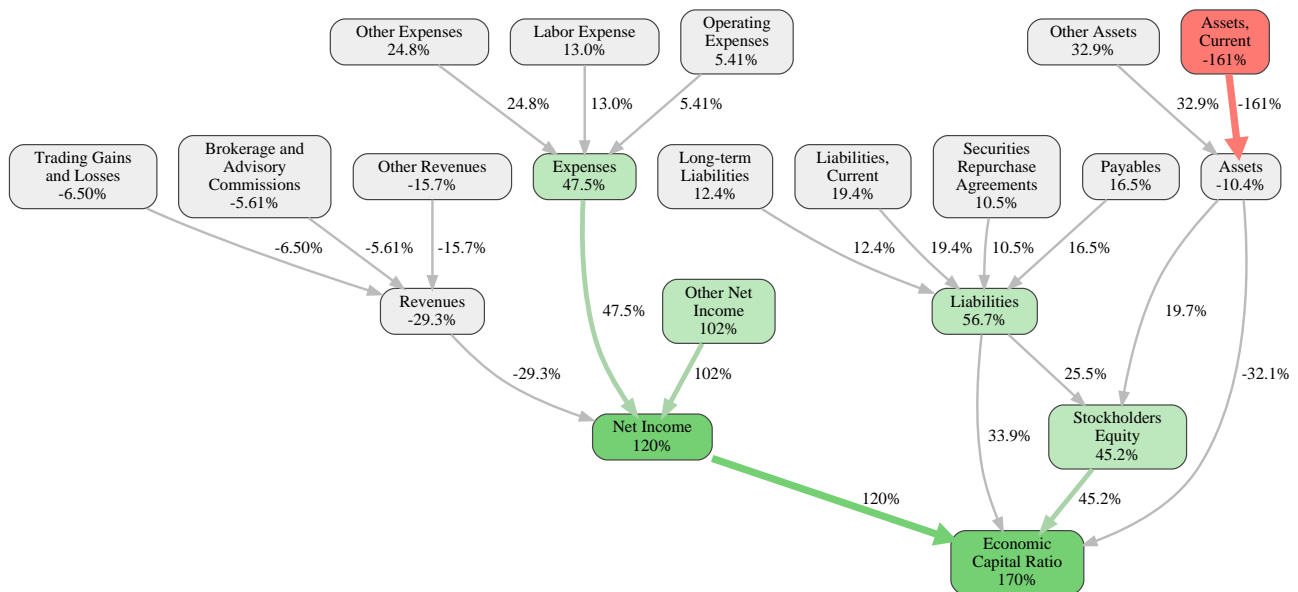 Other Expenses
24.8%
Labor Expense
13.0%
Operating
Expenses
5.41%
Other Assets
32.9%
Assets,
Current
-161%
24.8%
13.0%
5.41%
32.9%
-161%
Trading Gains
and Losses
-6.50%
Brokerage and
Advisory
Commissions
-5.61%
Other Revenues
-15.7%
Expenses
47.5%
Long-term
Liabilities
12.4%
Liabilities,
Current
19.4%
Securities
Repurchase
Agreements
10.5%
Payables
16.5%
Assets
-10.4%
-6.50%
-5.61%
-15.7%
12.4%
19.4%
10.5%
16.5%
Revenues
-29.3%
47.5%
Other Net
Income
102%
Liabilities
56.7%
19.7%
-29.3%
102%
25.5%
-32.1%
Net Income
120%
33.9%
Stockholders
Equity
45.2%
120%
45.2%
Economic
Capital Ratio
170%